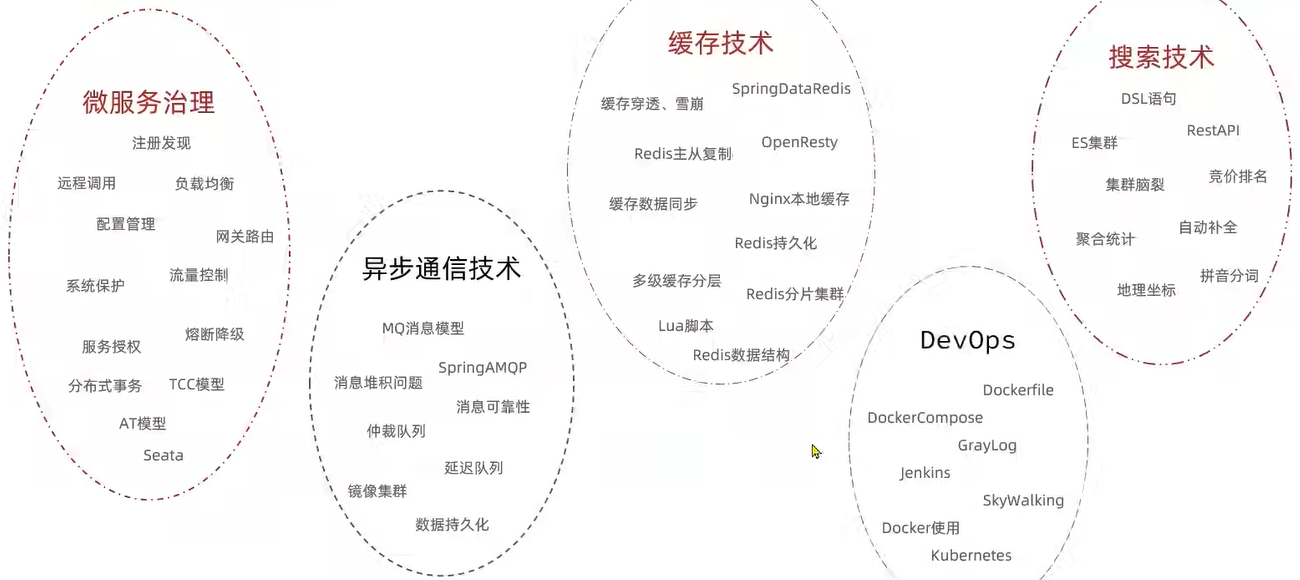 微服务治理
注册发现
远程调用
负载均衡
配置管理
网关路由
流量控制
系统保护
熔断降级
服务授权
分布式事务
TCC模型
AT模型
Seata
异步通信技术
MQ消息模型
SpringAMQP
消息堆积问题
消息可靠性
仲裁队列
延迟队列
镜像集群
数据持久化
缓存技术
SpringDataRedis
缓存穿透、雪崩
OpenResty
Redis主从复制
Nginx本地缓存
缓存数据同步
Redis持久化
多级缓存分层
Redis分片集群
Lua脚本
Redis数据结构
DevOps
Dockerfile
DockerCompose
GrayLog
Jenkins
SkyWalking
Docker使用
Kubernetes
搜索技术
DSL语句
RestAPI
ES集群
竞价排名
集群脑裂
自动补全
聚合统计
拼音分词
地理坐标